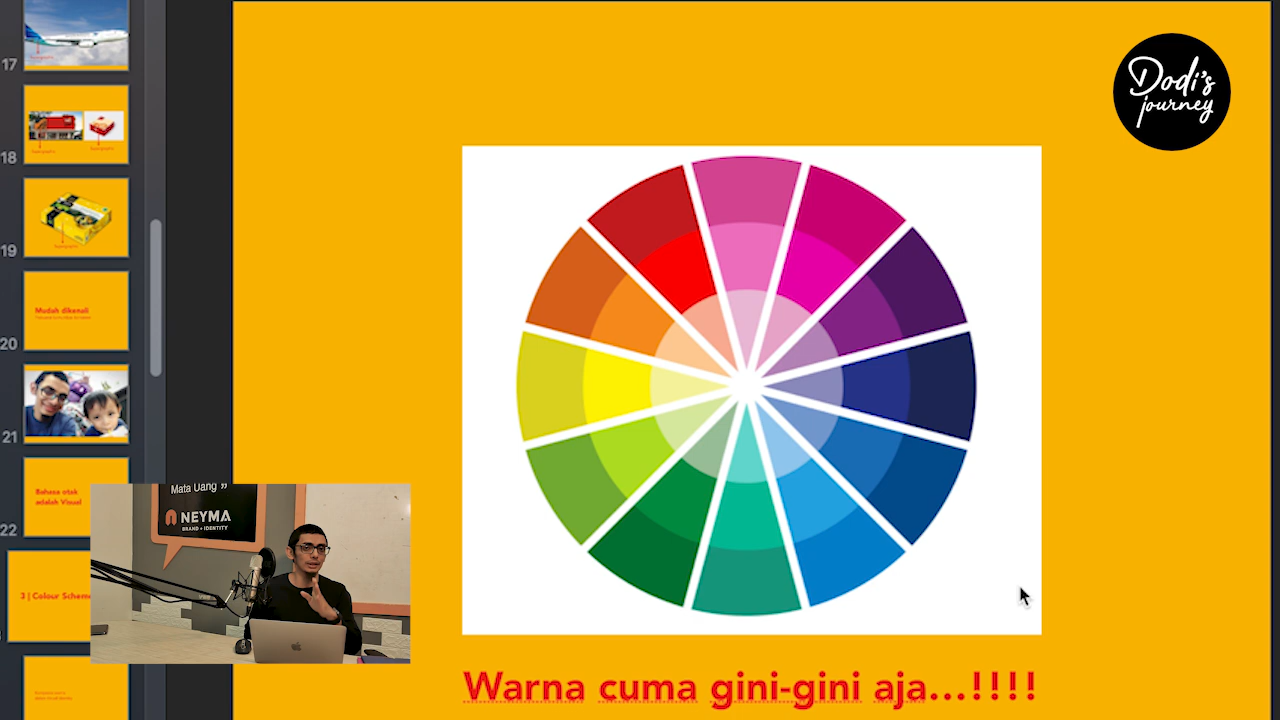 Dodi's
journey
17
18
19
20
Mudah dikenali
21
22
Bahasa otak
adalah Visual
3 | Colour Scheme
Mata Uang ”
NEYMA
BRAND + IDENTITY
Warna cuma gini-gini aja...!!!!